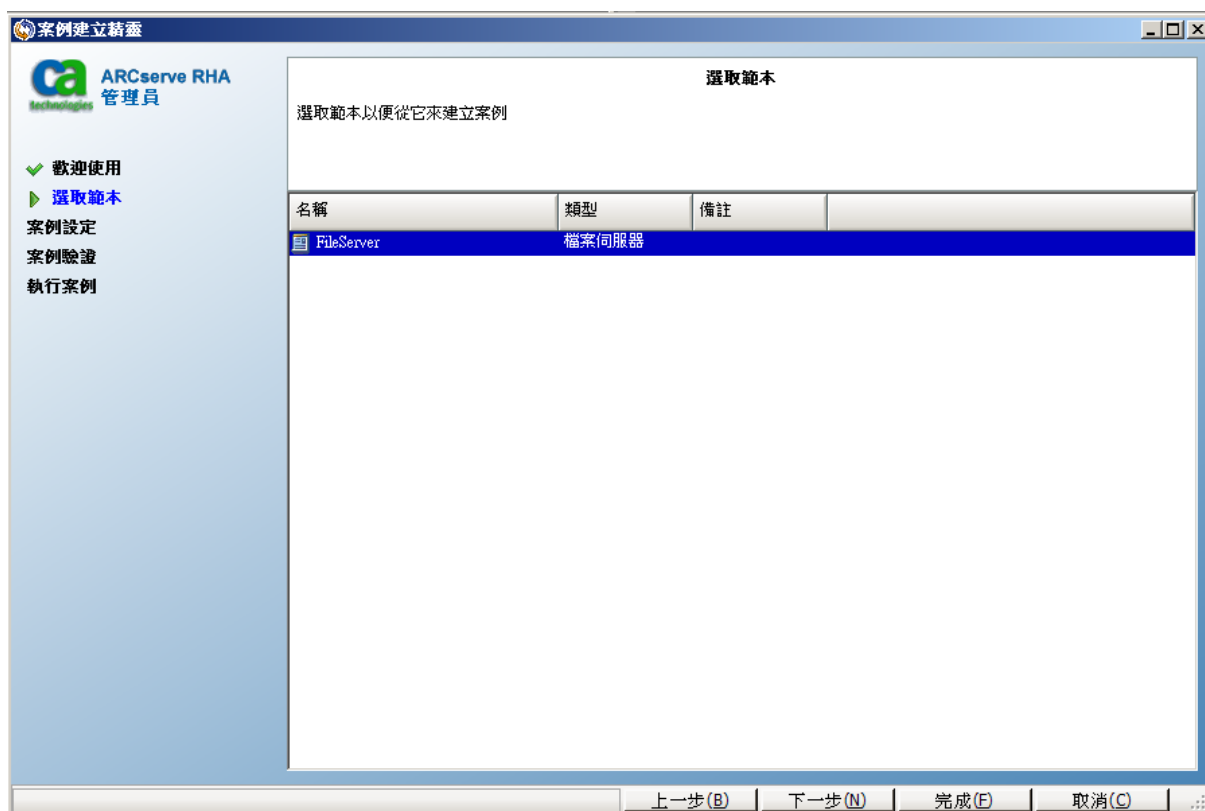 案例建立精靈
ca
technologies
ARCserve RHA
管理員
歡迎使用
選取範本
案例設定
案例驗證
執行案例
選取範本
選取範本以便從它來建立案例
名稱 類型 備註
FileServer 檔案伺服器
上一步(B) 下一步(N) 完成(F) 取消(C)